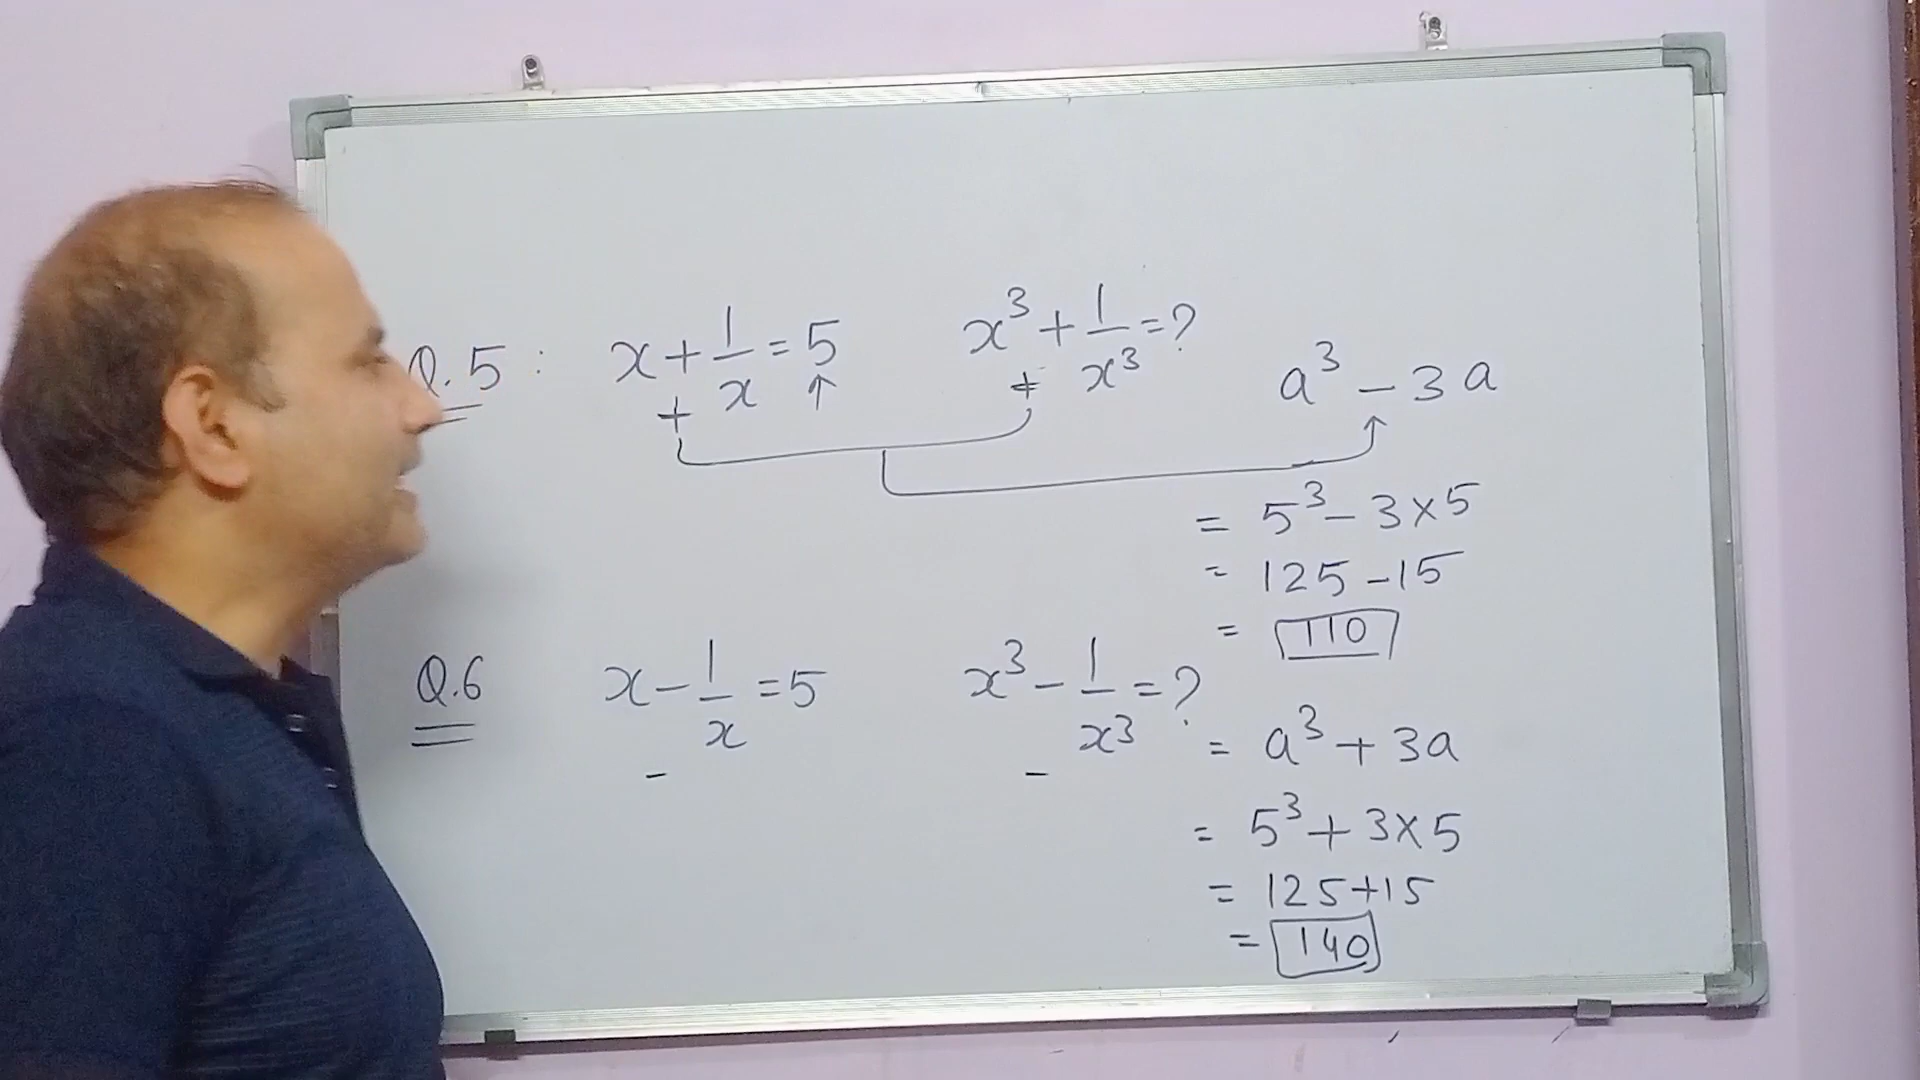 Q.5 : x + 1/x = 5 x³ + 1/x³ = ? a³ - 3a
+ +
= 5³ - 3×5
= 125 - 15
= 110
Q.6 x - 1/x = 5 x³ - 1/x³ = ?
= a³ + 3a
- -
= 5³ + 3×5
= 125 + 15
= 140